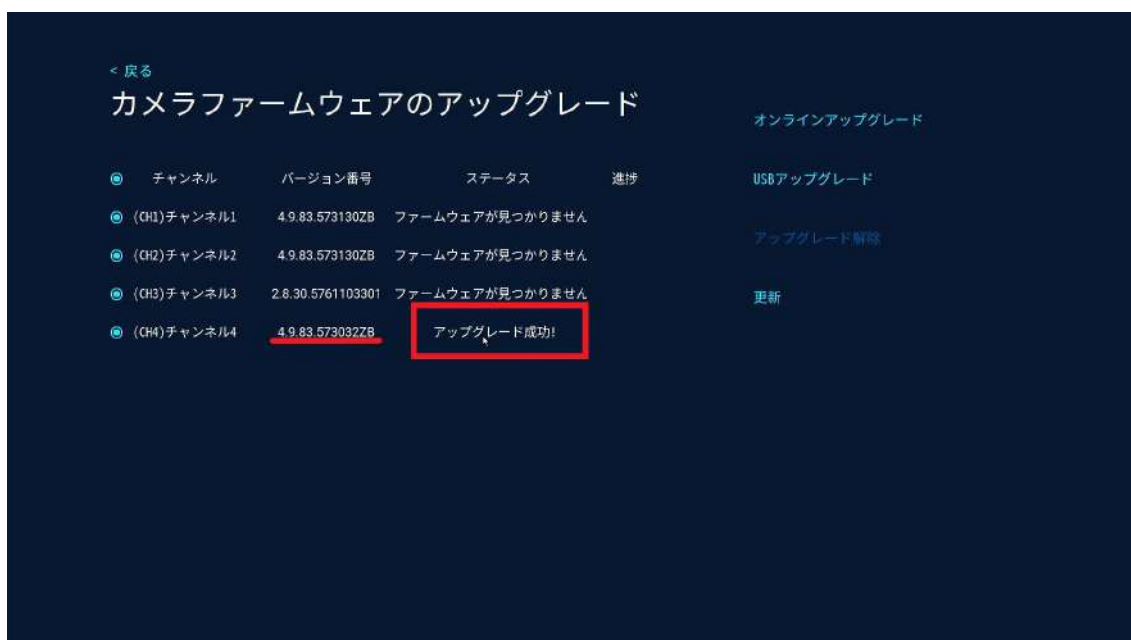 < 戻る
カメラファームウェアのアップグレード
オンラインアップグレード
チャンネル バージョン番号 ステータス 進捗
USBアップグレード
(CH1)チャンネル1 4.9.83.573130ZB ファームウェアが見つかりません
アップグレード解除
(CH2)チャンネル2 4.9.83.573130ZB ファームウェアが見つかりません
(CH3)チャンネル3 2.8.30.5761103301 ファームウェアが見つかりません
更新
(CH4)チャンネル4 4.9.83.573032ZB アップグレード成功!